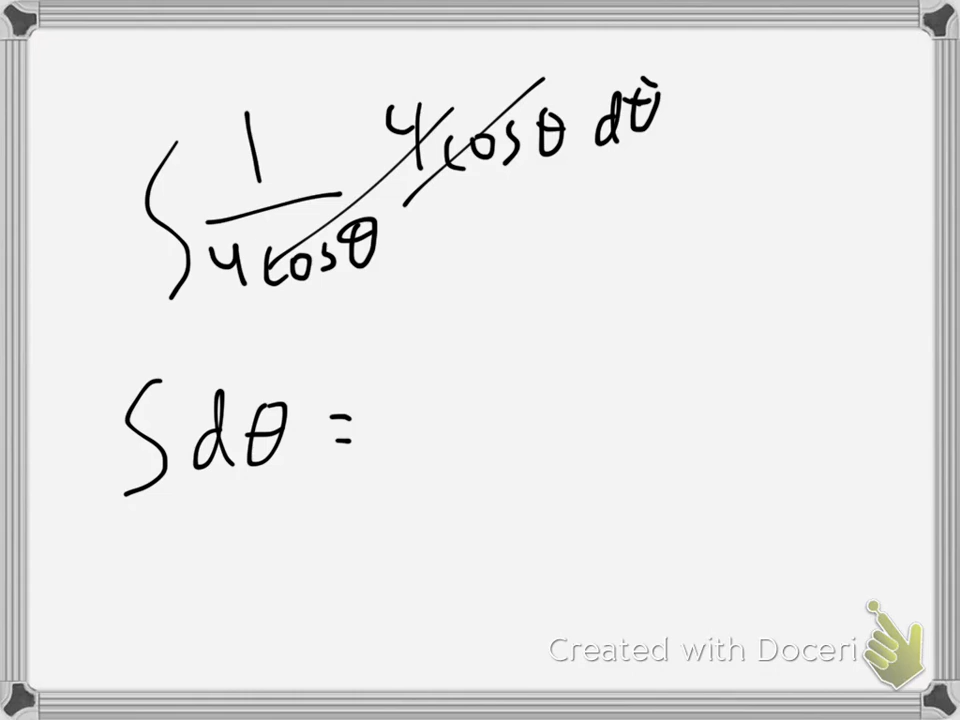 ∫ 1/(4cosθ) 4cosθ dθ
∫ dθ =
Created with Doceri